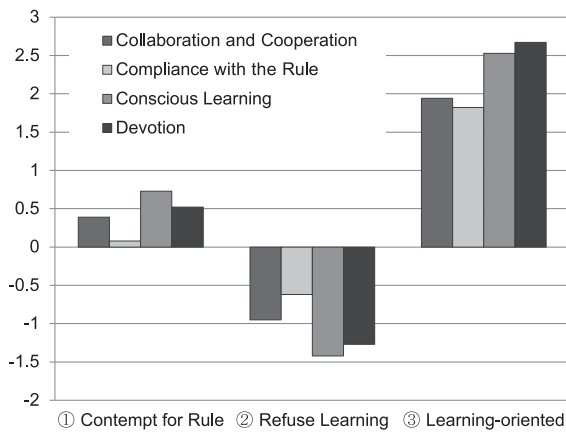 3
2.5
2
1.5
1
0.5
0
-0.5
-1
-1.5
-2
Collaboration and Cooperation
Compliance with the Rule
Conscious Learning
Devotion
① Contempt for Rule ② Refuse Learning ③ Learning-oriented